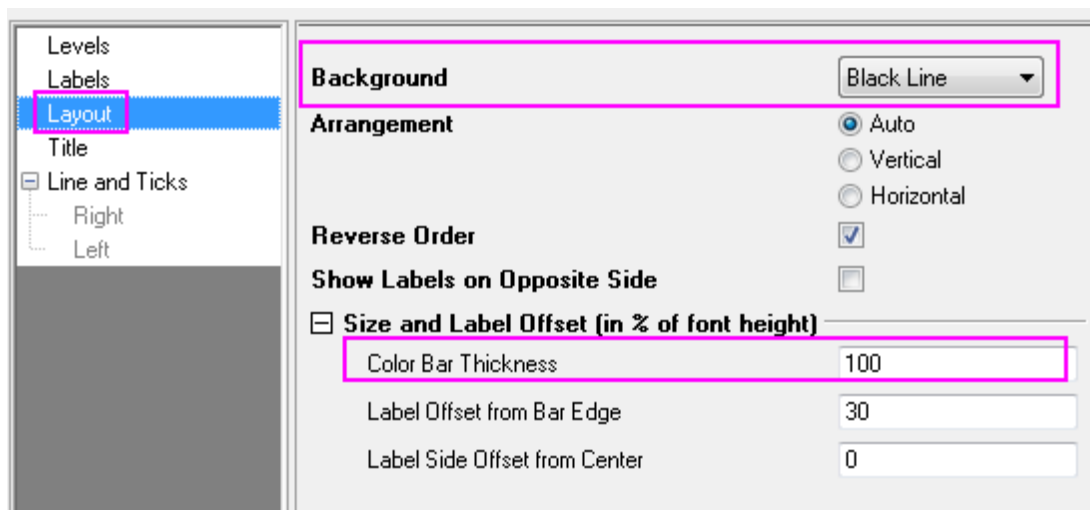 Levels
Labels
Layout
Title
Line and Ticks
Right
Left
Background Black Line
Arrangement Auto
Vertical
Horizontal
Reverse Order
Show Labels on Opposite Side
Size and Label Offset (in % of font height)
Color Bar Thickness 100
Label Offset from Bar Edge 30
Label Side Offset from Center 0